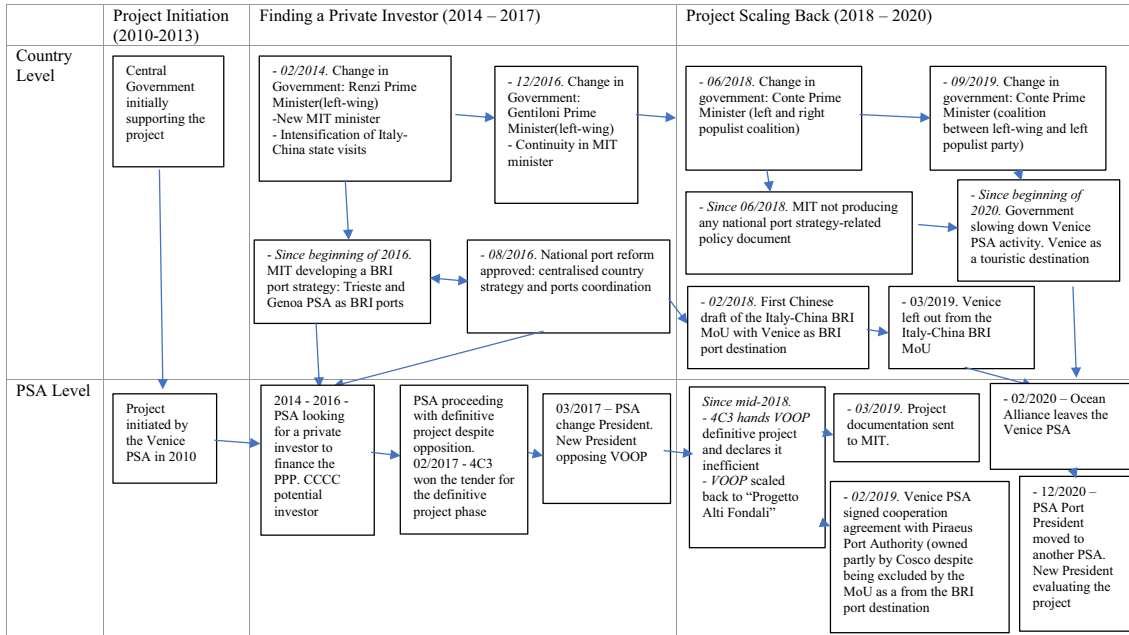 Project Initiation
(2010-2013)
Finding a Private Investor (2014 – 2017)
Project Scaling Back (2018 – 2020)
Country
Level
Central
Government
initially
supporting the
project
- 02/2014. Change in
Government: Renzi Prime
Minister(left-wing)
-New MIT minister
- Intensification of Italy-
China state visits
- 12/2016. Change in
Government:
Gentiloni Prime
Minister(left-wing)
- Continuity in MIT
minister
- 06/2018. Change in
government: Conte Prime
Minister (left and right
populist coalition)
- 09/2019. Change in
government: Conte Prime
Minister (coalition
between left-wing and left
populist party)
- Since 06/2018. MIT not producing
any national port strategy-related
policy document
- Since beginning of
2020. Government
slowing down Venice
PSA activity. Venice as
a touristic destination
- Since beginning of 2016.
MIT developing a BRI
port strategy: Trieste and
Genoa PSA as BRI ports
- 08/2016. National port reform
approved: centralised country
strategy and ports coordination
- 02/2018. First Chinese
draft of the Italy-China BRI
MoU with Venice as BRI
port destination
- 03/2019. Venice
left out from the
Italy-China BRI
MoU
PSA Level
Project
initiated by
the Venice
PSA in 2010
2014 - 2016 -
PSA looking
for a private
investor to
finance the
PPP. CCCC
potential
investor
PSA proceeding
with definitive
project despite
opposition.
02/2017 - 4C3
won the tender for
the definitive
project phase
03/2017 – PSA
change President.
New President
opposing VOOP
Since mid-2018.
- 4C3 hands VOOP
definitive project
and declares it
inefficient
- VOOP scaled
back to “Progetto
Alti Fondali”
- 03/2019. Project
documentation sent
to MIT.
- 02/2019. Venice PSA
signed cooperation
agreement with Piraeus
Port Authority (owned
partly by Cosco despite
being excluded by the
MoU as a from the BRI
port destination
- 02/2020 – Ocean
Alliance leaves the
Venice PSA
- 12/2020 –
PSA Port
President
moved to
another PSA.
New President
evaluating the
project